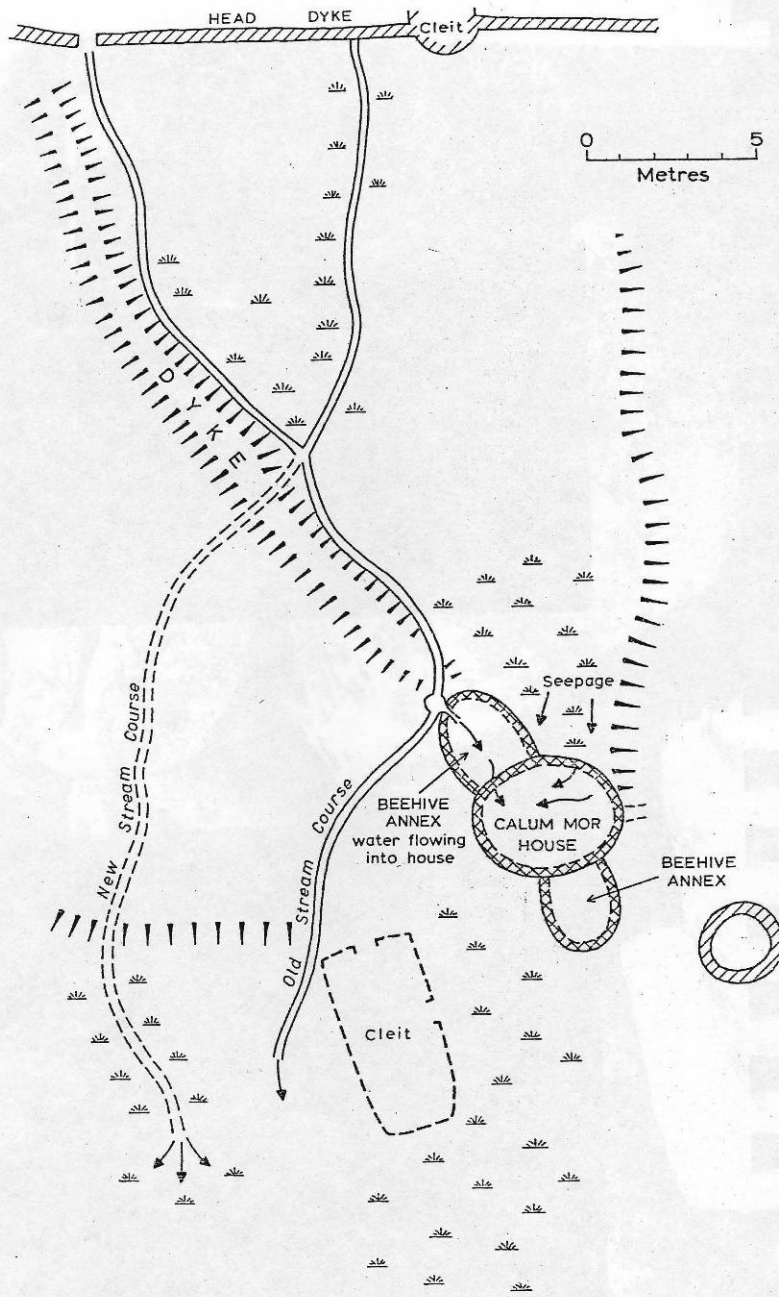 HEAD DYKE
Cleit
0 5
Metres
DYKE
Seepage
New Stream Course
Old Stream Course
BEEHIVE
ANNEX
water flowing
into house
CALUM MOR
HOUSE
BEEHIVE
ANNEX
Cleit